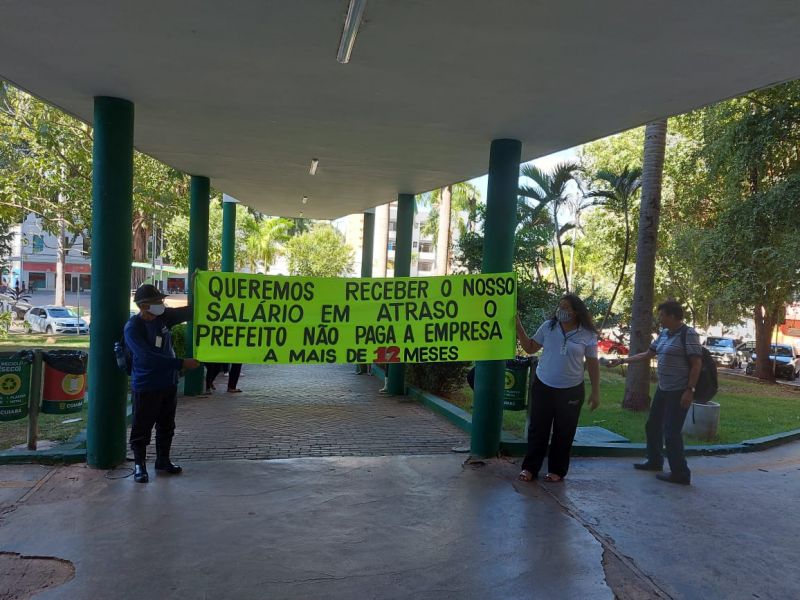 QUEREMOS RECEBER O NOSSO
SALÁRIO EM ATRASO O
PREFEITO NÃO PAGA A EMPRESA
A MAIS DE 12 MESES